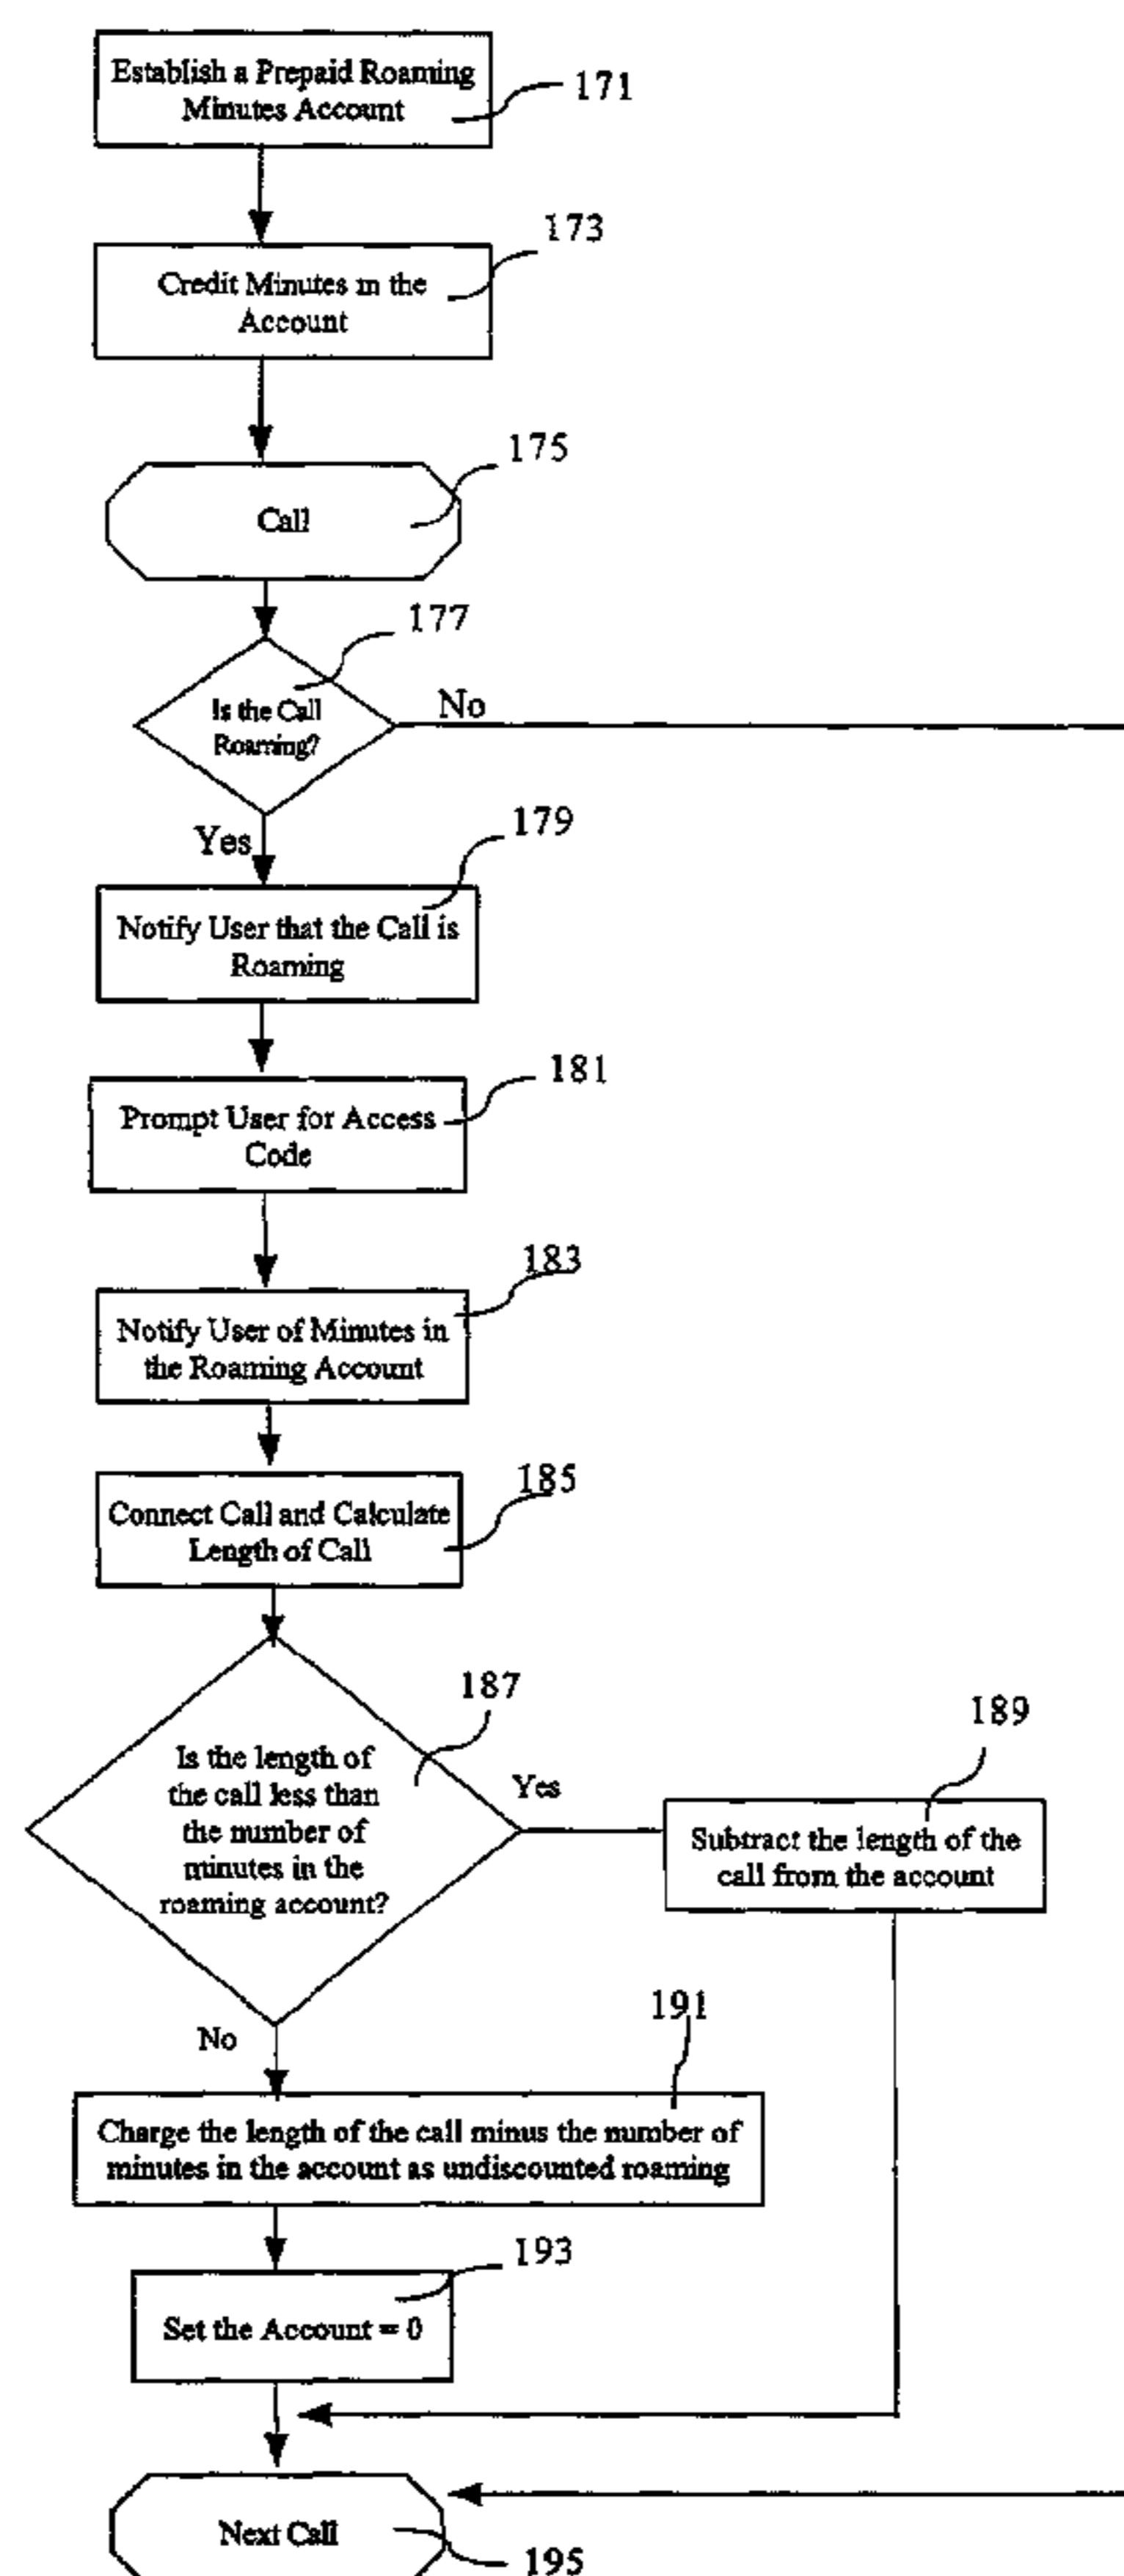 Establish a Prepaid Roaming
Minutes Account
171
173
Credit Minutes in the
Account
175
Call
177
Is the Call
Roaming?
No
Yes
179
Notify User that the Call is
Roaming
181
Prompt User for Access
Code
183
Notify User of Minutes in
the Roaming Account
185
Connect Call and Calculate
Length of Call
187
Is the length of
the call less than
the number of
minutes in the
roaming account?
Yes
189
Subtract the length of the
call from the account
No
191
Charge the length of the call minus the number of
minutes in the account as undiscounted roaming
193
Set the Account = 0
Next Call
195